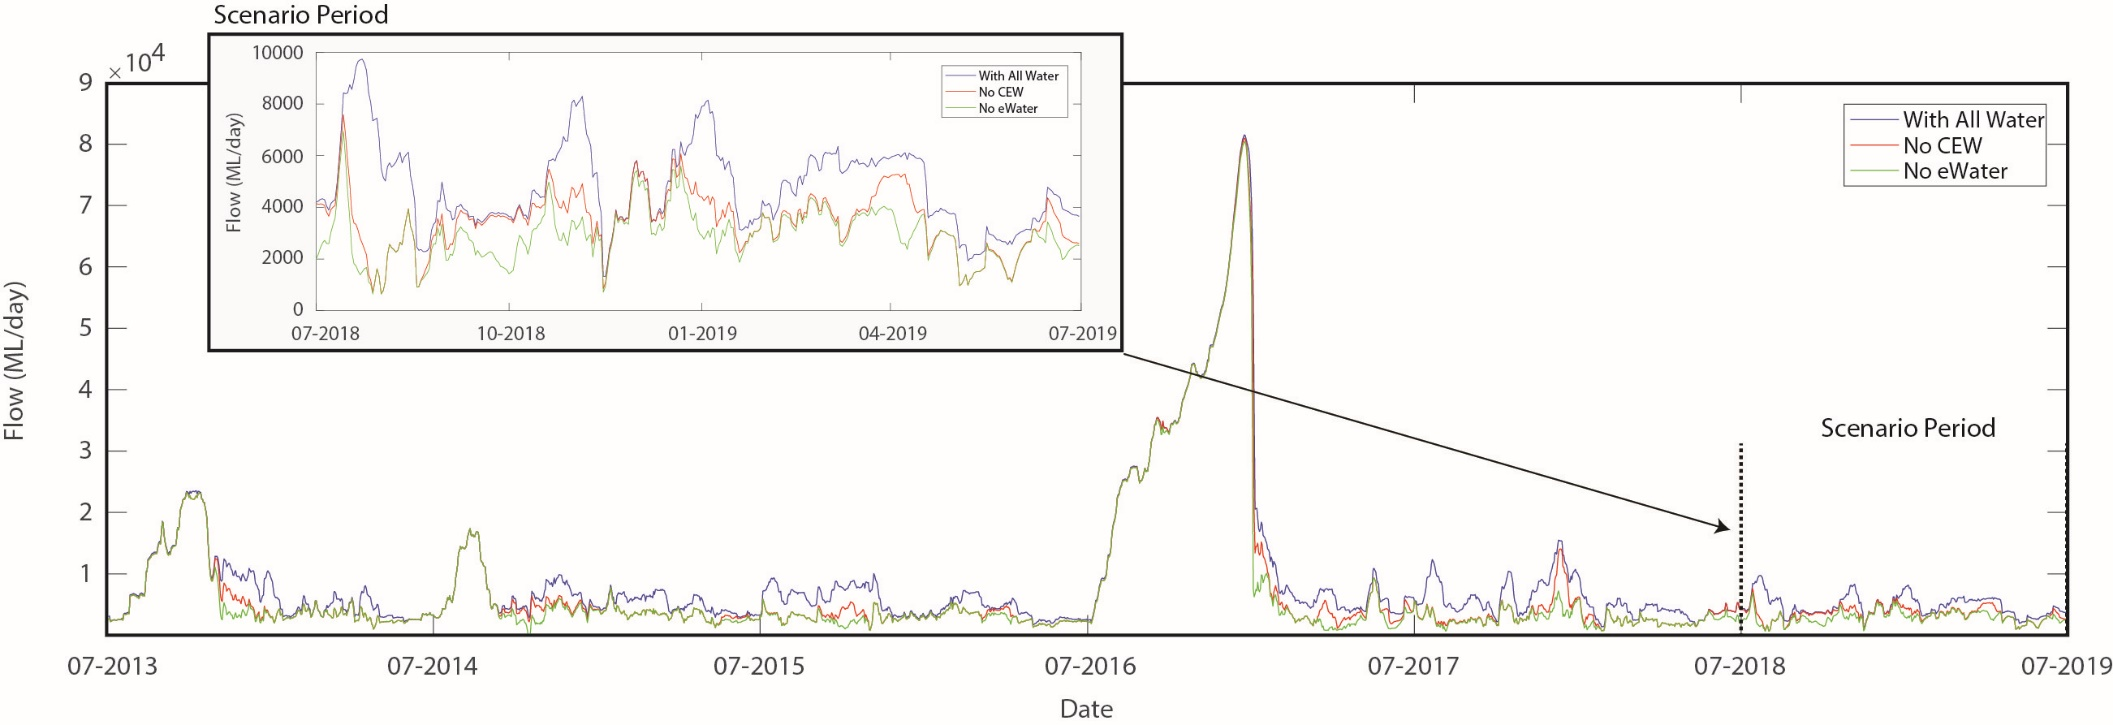 Scenario Period
×10⁴
Flow (ML/day)
10000
8000
6000
4000
2000
0
07-2018
10-2018
01-2019
04-2019
07-2019
With All Water
No CEW
No eWater
Flow (ML/day)
9
8
7
6
5
4
3
2
1
With All Water
No CEW
No eWater
Scenario Period
07-2013
07-2014
07-2015
07-2016
07-2017
07-2018
07-2019
Date